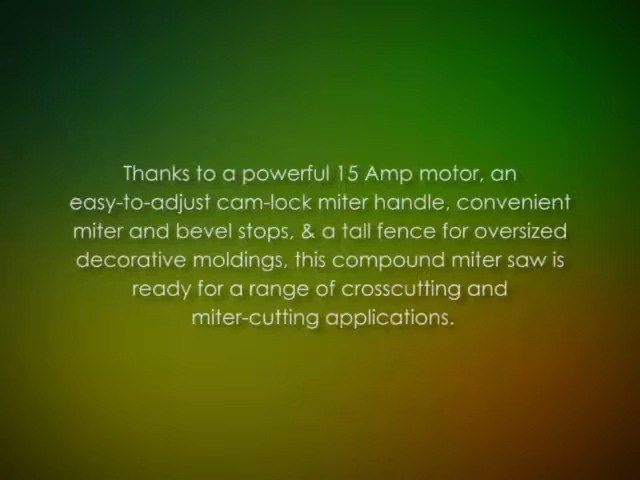 Thanks to a powerful 15 Amp motor, an
easy-to-adjust cam-lock miter handle, convenient
miter and bevel stops, & a tall fence for oversized
decorative moldings, this compound miter saw is
ready for a range of crosscutting and
miter-cutting applications.